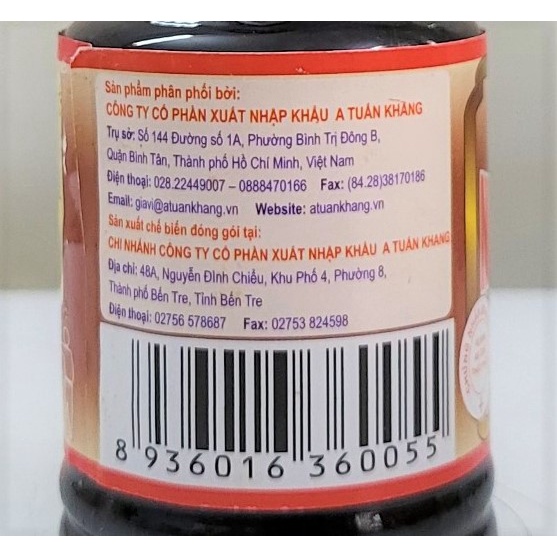 Sản phẩm phân phối bởi:
CÔNG TY CỔ PHẦN XUẤT NHẬP KHẨU A TUẤN KHANG
Trụ sở: Số 144 Đường số 1A, Phường Bình Trị Đông B,
Quận Bình Tân, Thành phố Hồ Chí Minh, Việt Nam
Điện thoại: 028.22449007 – 0888470166 Fax: (84.28)38170186
Email: giavi@atuankhang.vn Website: atuankhang.vn
Sản xuất chế biến đóng gói tại:
CHI NHÁNH CÔNG TY CỔ PHẦN XUẤT NHẬP KHẨU A TUẤN KHANG
Địa chỉ: 48A, Nguyễn Đình Chiểu, Khu Phố 4, Phường 8,
Thành phố Bến Tre, Tỉnh Bến Tre
Điện thoại: 02756 578687 Fax: 02753 824598
8 936016 360055